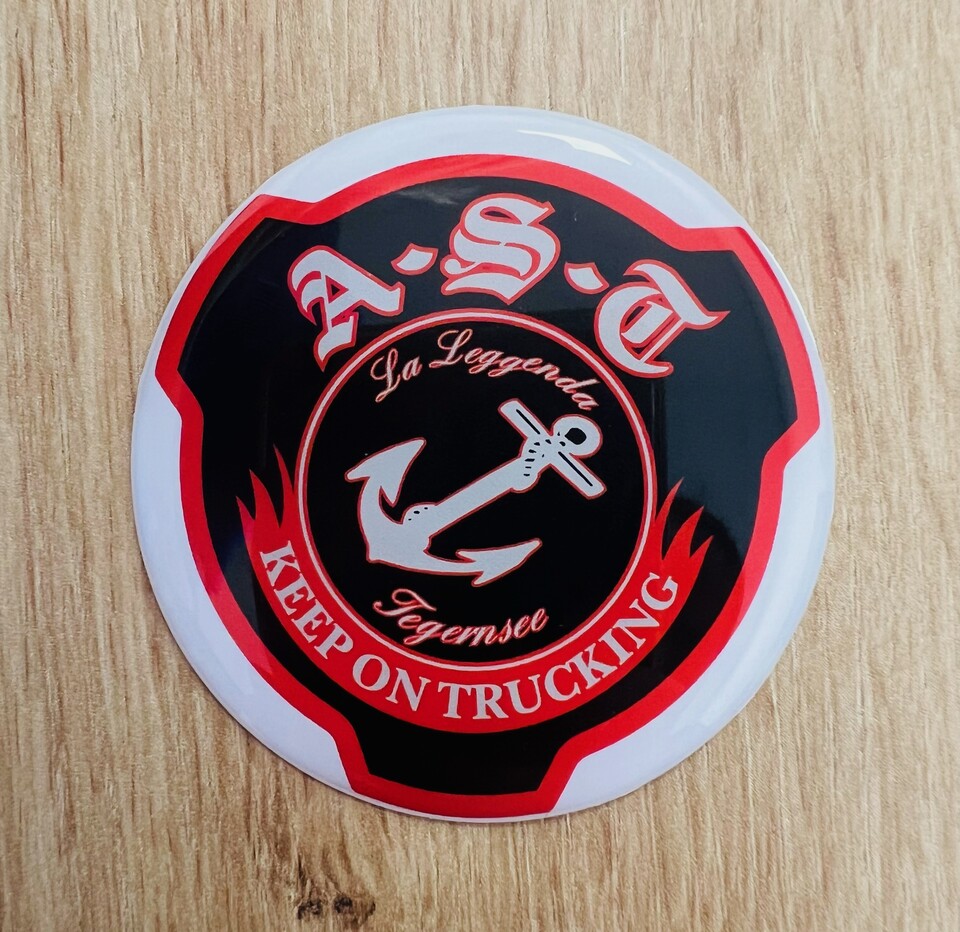 A·S·T
La Leggenda
Tegernsee
KEEP ON TRUCKING